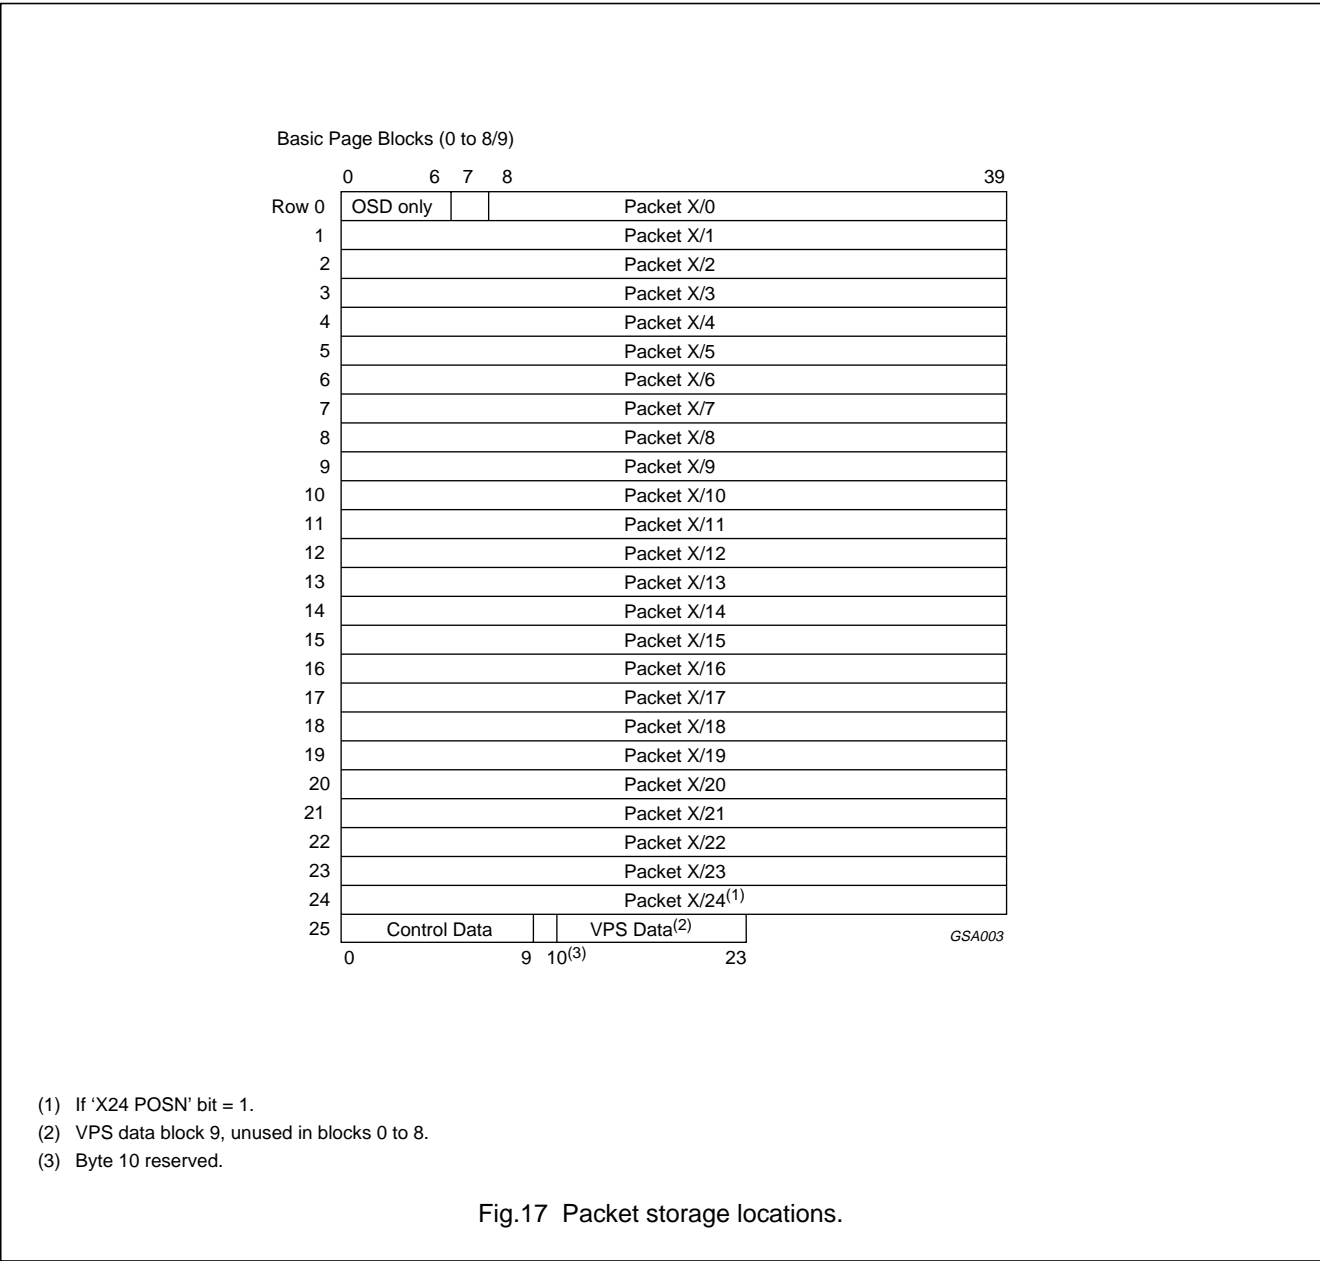 Basic Page Blocks (0 to 8/9)
0 6 7 8 39
Row 0 OSD only Packet X/0
1 Packet X/1
2 Packet X/2
3 Packet X/3
4 Packet X/4
5 Packet X/5
6 Packet X/6
7 Packet X/7
8 Packet X/8
9 Packet X/9
10 Packet X/10
11 Packet X/11
12 Packet X/12
13 Packet X/13
14 Packet X/14
15 Packet X/15
16 Packet X/16
17 Packet X/17
18 Packet X/18
19 Packet X/19
20 Packet X/20
21 Packet X/21
22 Packet X/22
23 Packet X/23
24 Packet X/24(1)
25 Control Data VPS Data(2) GSA003
0 9 10(3) 23
(1) If ‘X24 POSN’ bit = 1.
(2) VPS data block 9, unused in blocks 0 to 8.
(3) Byte 10 reserved.
Fig.17 Packet storage locations.